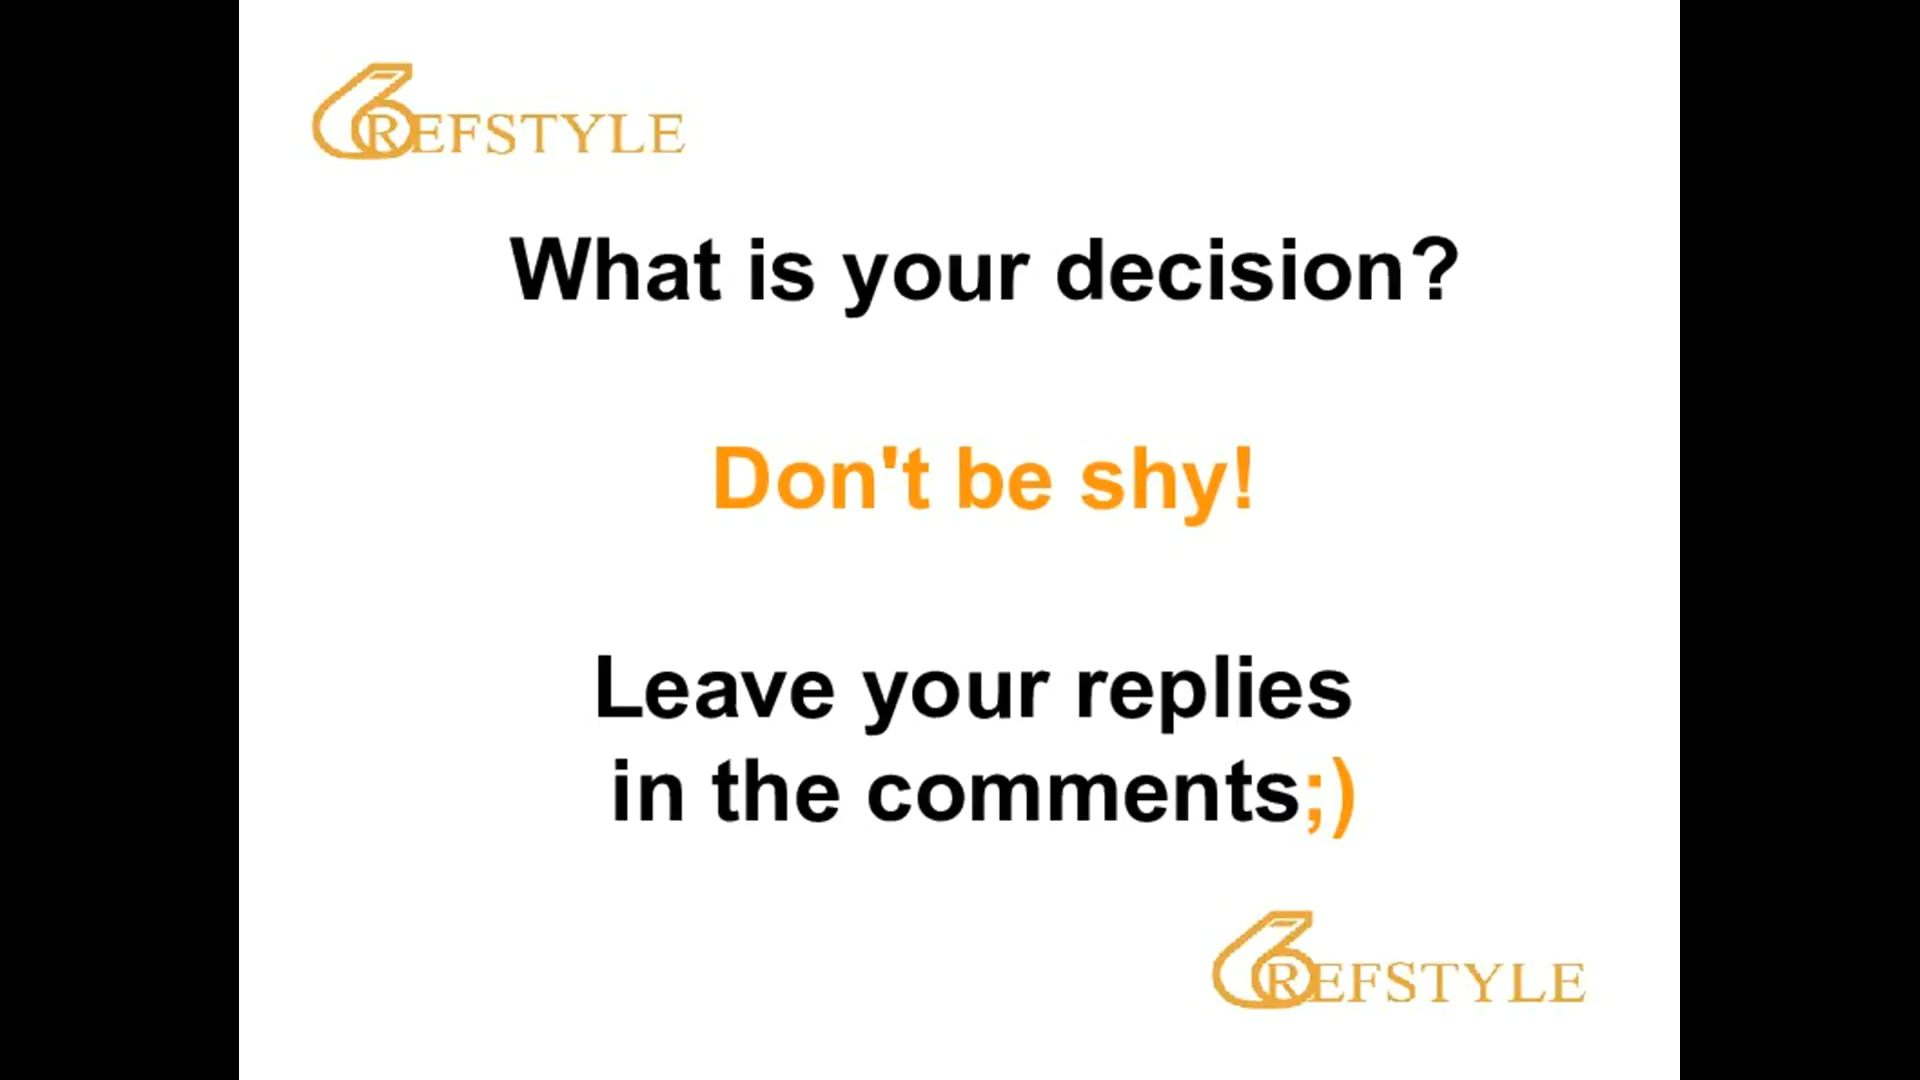 REFSTYLE
What is your decision?
Don't be shy!
Leave your replies
in the comments;)
REFSTYLE